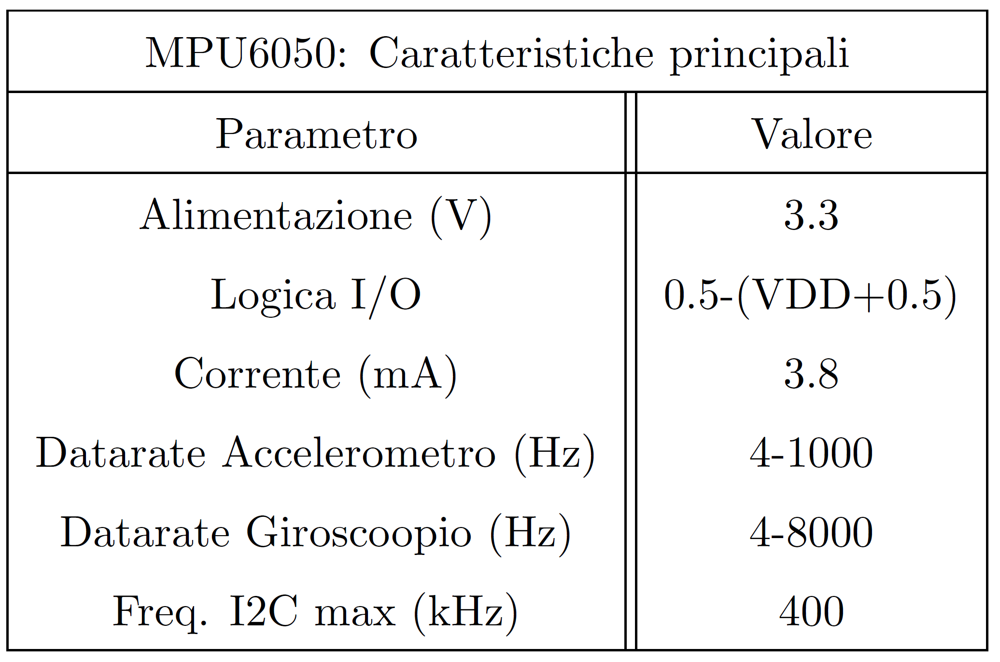 MPU6050: Caratteristiche principali
Parametro Valore
Alimentazione (V) 3.3
Logica I/O 0.5-(VDD+0.5)
Corrente (mA) 3.8
Datarate Accelerometro (Hz) 4-1000
Datarate Giroscoopio (Hz) 4-8000
Freq. I2C max (kHz) 400